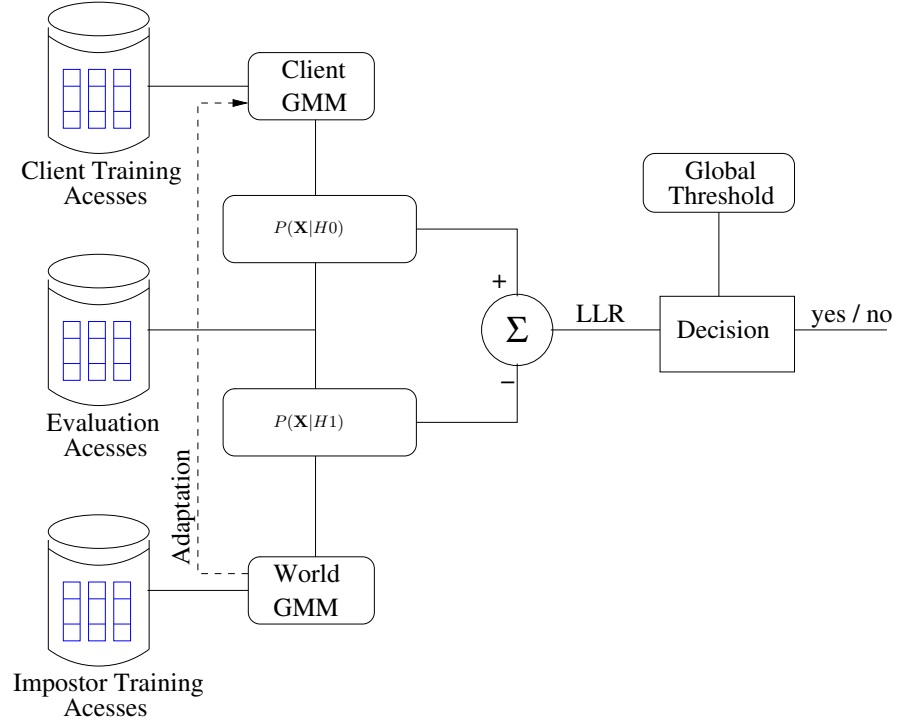 Client
GMM
Client Training
Acesses
Global
Threshold
P(X|H0)
+
Σ
LLR
Decision
yes / no
−
Evaluation
Acesses
P(X|H1)
Adaptation
World
GMM
Impostor Training
Acesses